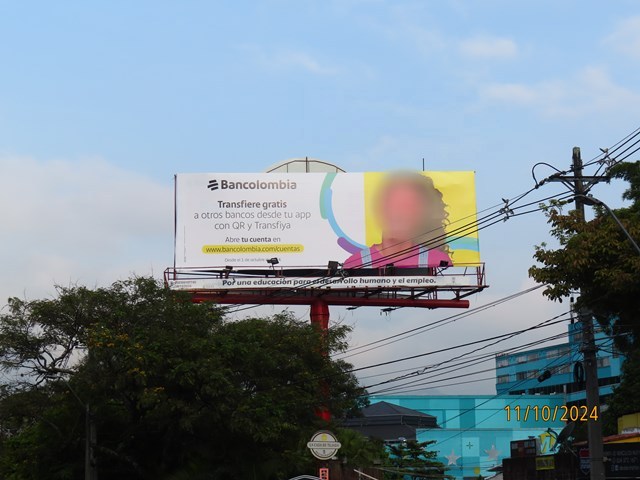 Bancolombia
Transfiere gratis
a otros bancos desde tu app
con QR y Transfiya
Abre tu cuenta en
www.bancolombia.com/cuentas
Por una educación para el desarrollo humano y el empleo.
11/10/2024